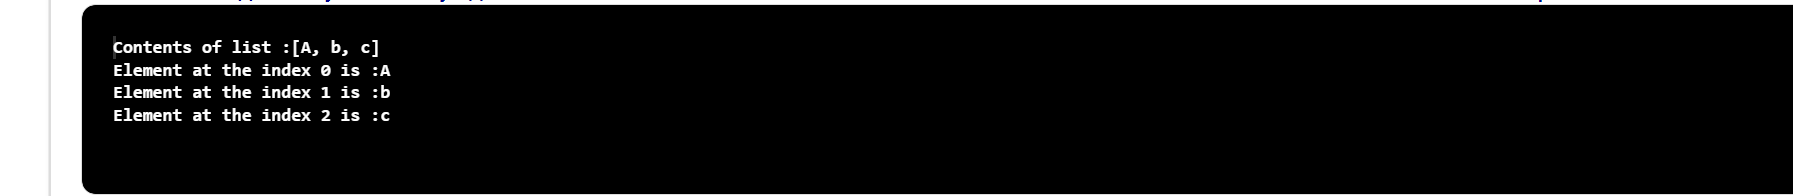 Contents of list :[A, b, c]
Element at the index 0 is :A
Element at the index 1 is :b
Element at the index 2 is :c